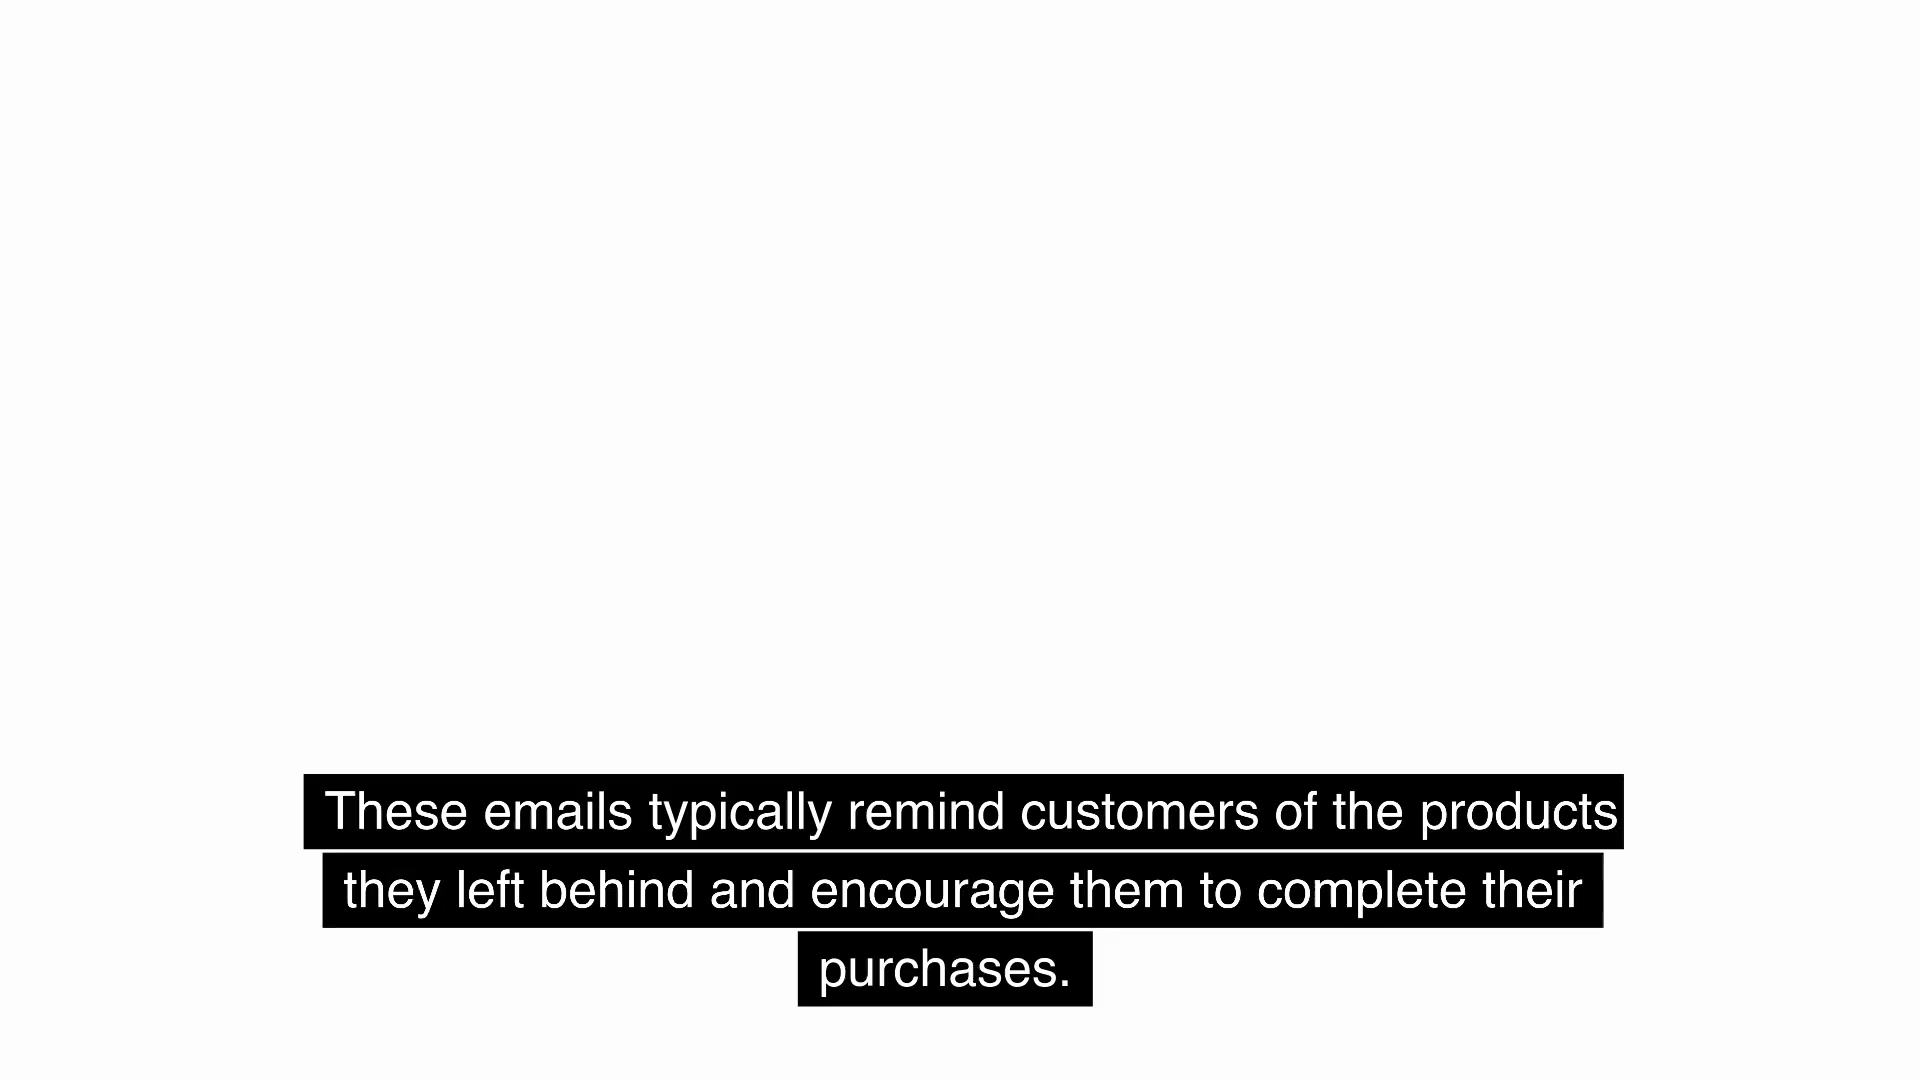 These emails typically remind customers of the products
they left behind and encourage them to complete their
purchases.